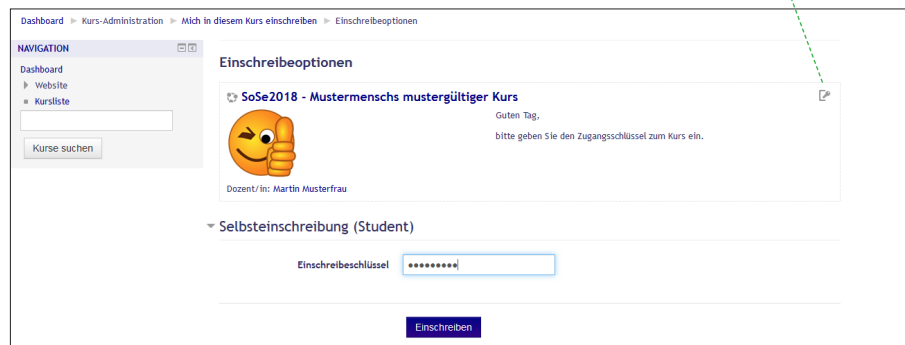 Dashboard Kurs-Administration Mich in diesem Kurs einschreiben Einschreibeoptionen
NAVIGATION
Dashboard
Website
Kursliste
Kurse suchen
Einschreibeoptionen
SoSe2018 - Mustermenschs mustergültiger Kurs
Guten Tag,
bitte geben Sie den Zugangsschlüssel zum Kurs ein.
Dozent/in: Martin Musterfrau
Selbsteinschreibung (Student)
Einschreibeschlüssel •••••••••
Einschreiben